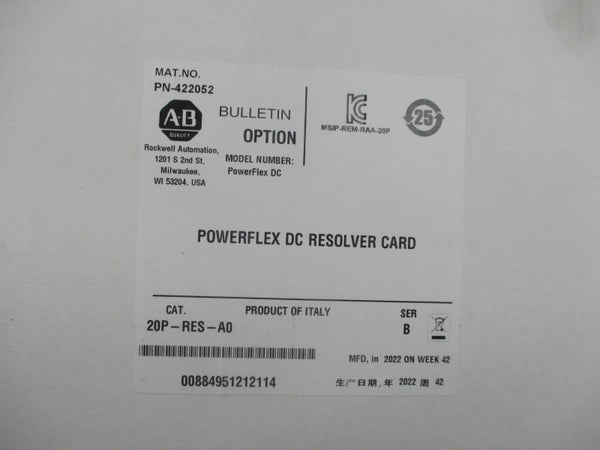 MAT.NO.
PN-422052
A-B
QUALITY
Rockwell Automation,
1201 S 2nd St,
Milwaukee,
WI 53204, USA
BULLETIN
OPTION
MODEL NUMBER:
PowerFlex DC
MSIP-REM-RAA-20P
25
POWERFLEX DC RESOLVER CARD
CAT.
20P-RES-A0
PRODUCT OF ITALY
SER
B
MFD, in 2022 ON WEEK 42
00884951212114
生产日期,年 2022 周 42